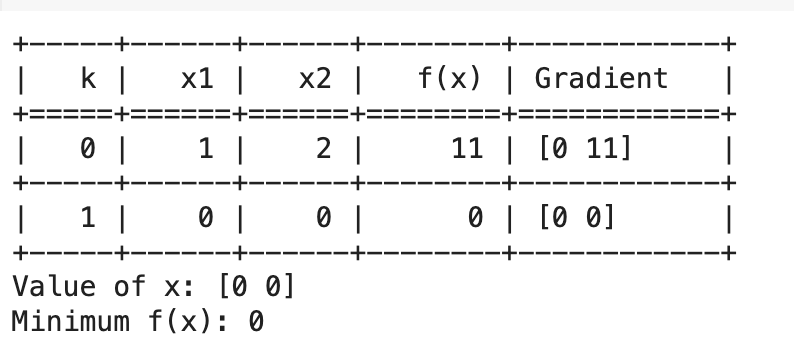 +-----+------+------+--------+------------+
|   k |   x1 |   x2 |   f(x) | Gradient   |
+=====+======+======+========+============+
|   0 |    1 |    2 |     11 | [0 11]     |
+-----+------+------+--------+------------+
|   1 |    0 |    0 |      0 | [0 0]      |
+-----+------+------+--------+------------+
Value of x: [0 0]
Minimum f(x): 0